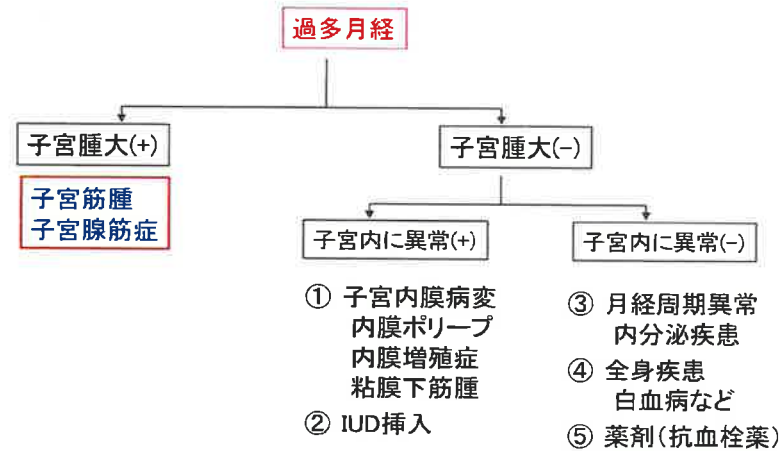 過多月経
子宮腫大(+)
子宮筋腫
子宮腺筋症
子宮腫大(-)
子宮内に異常(+)
① 子宮内膜病変
内膜ポリープ
内膜増殖症
粘膜下筋腫
② IUD挿入
子宮内に異常(-)
③ 月経周期異常
内分泌疾患
④ 全身疾患
白血病など
⑤ 薬剤(抗血栓薬)